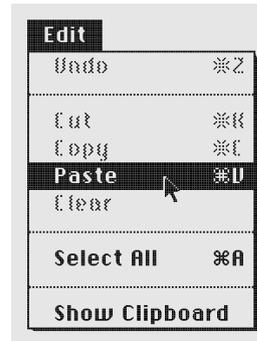 Edit
Undo ⌘Z
Cut ⌘X
Copy ⌘C
Paste ⌘V
Clear
Select All ⌘A
Show Clipboard